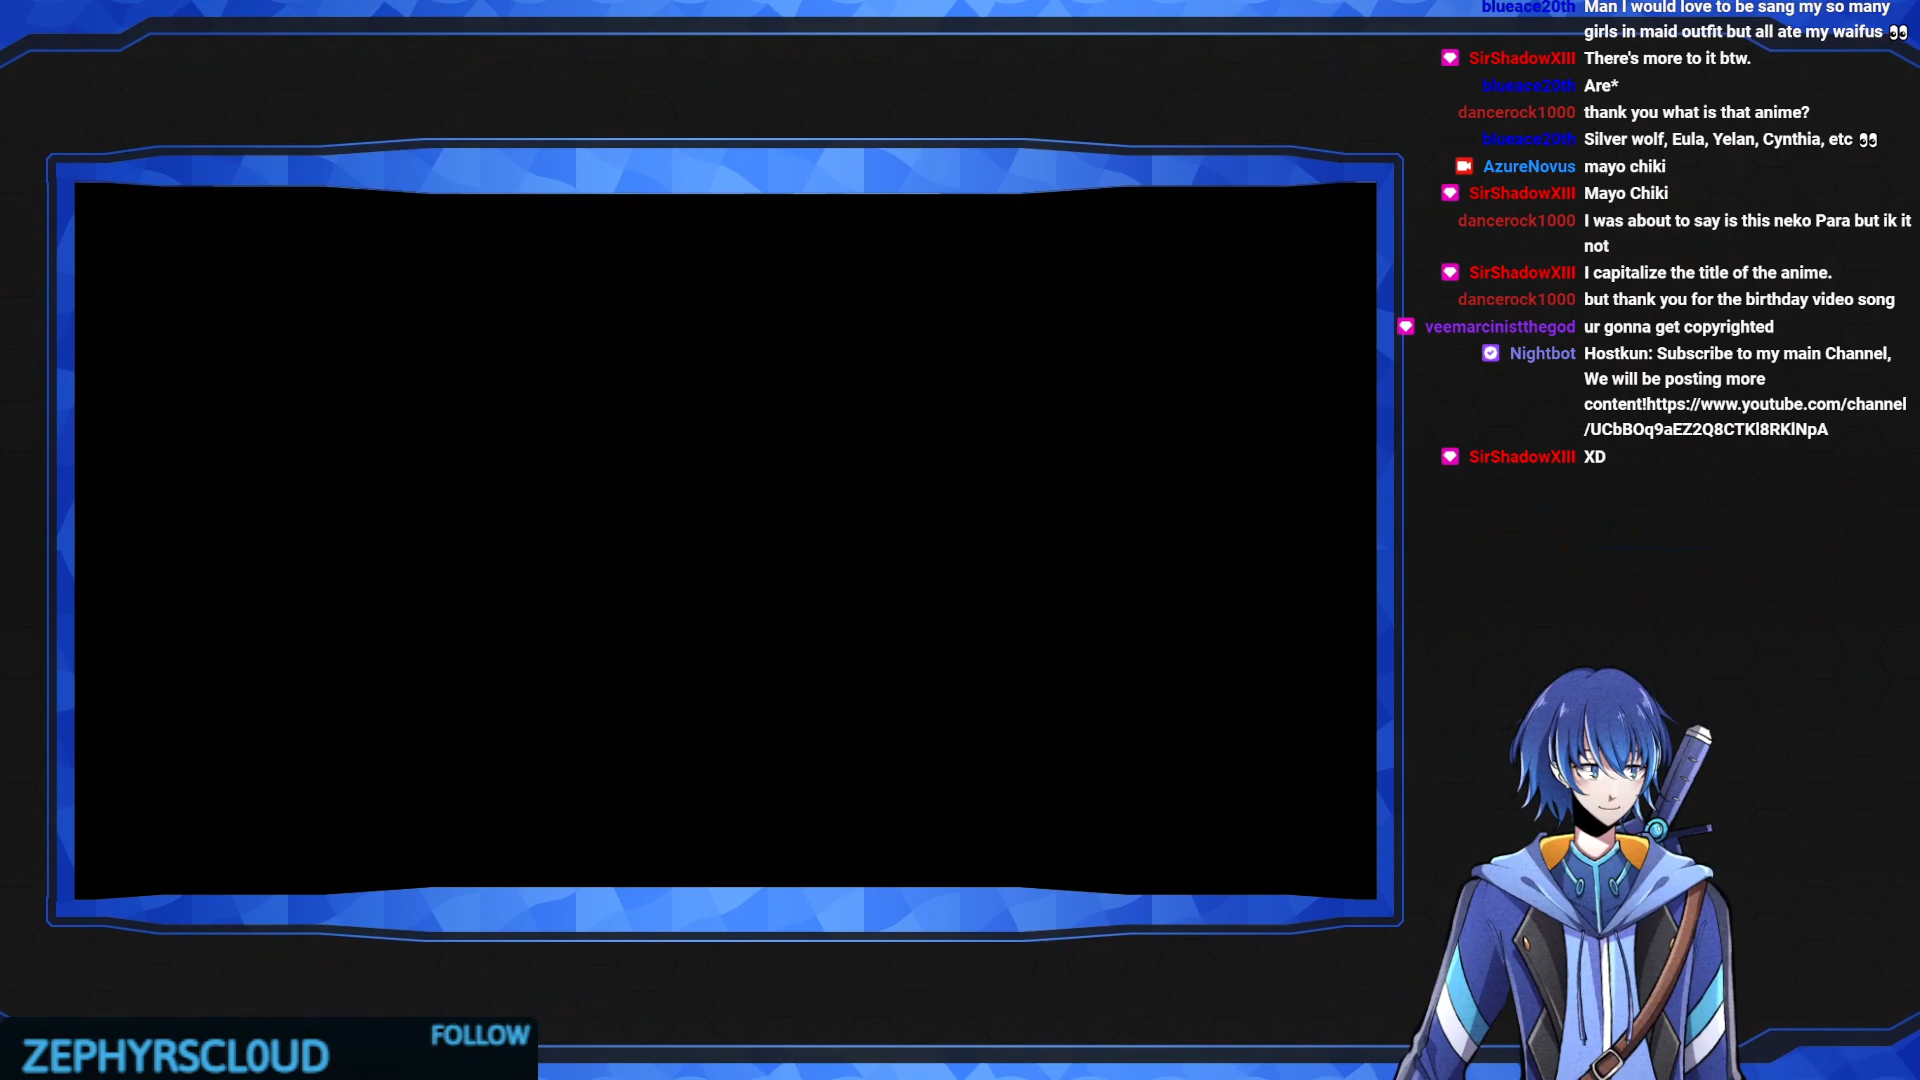 blueace20th Man I would love to be sang my so many
girls in maid outfit but all ate my waifus 👀
SirShadowXIII There's more to it btw.
blueace20th Are*
dancerock1000 thank you what is that anime?
blueace20th Silver wolf, Eula, Yelan, Cynthia, etc 👀
AzureNovus mayo chiki
SirShadowXIII Mayo Chiki
dancerock1000 I was about to say is this neko Para but ik it
not
SirShadowXIII I capitalize the title of the anime.
dancerock1000 but thank you for the birthday video song
veemarcinistthegod ur gonna get copyrighted
Nightbot Hostkun: Subscribe to my main Channel,
We will be posting more
content!https://www.youtube.com/channel
/UCbBOq9aEZ2Q8CTKl8RKlNpA
SirShadowXIII XD
FOLLOW
ZEPHYRSCL0UD